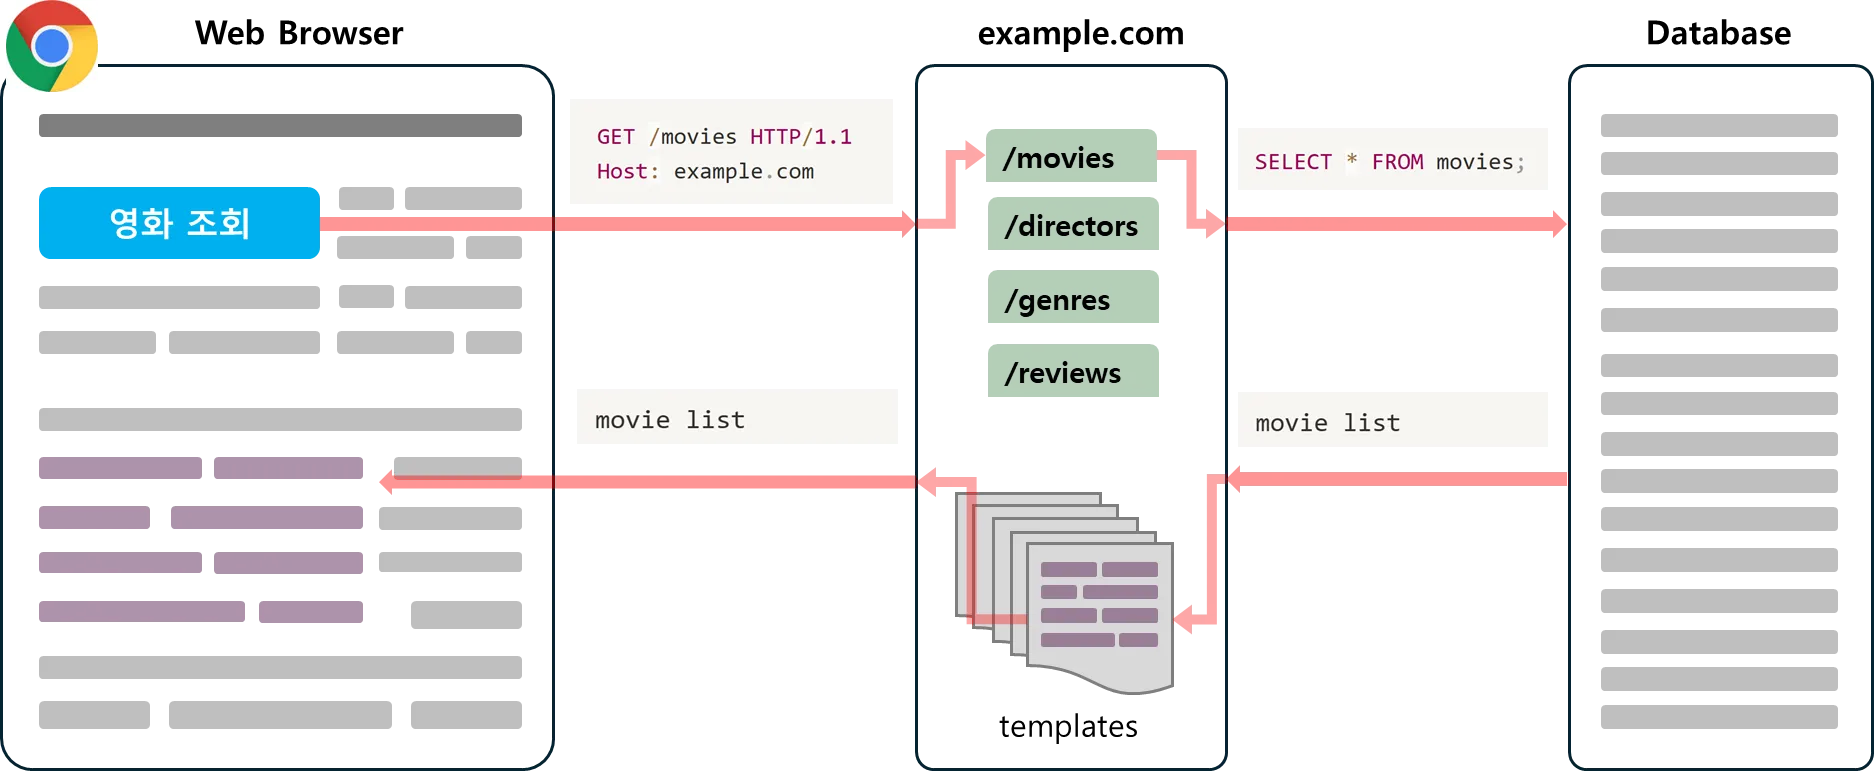 Web Browser
example.com
Database
GET /movies HTTP/1.1
Host: example.com
/movies
SELECT * FROM movies;
영화 조회
/directors
/genres
/reviews
movie list
movie list
templates